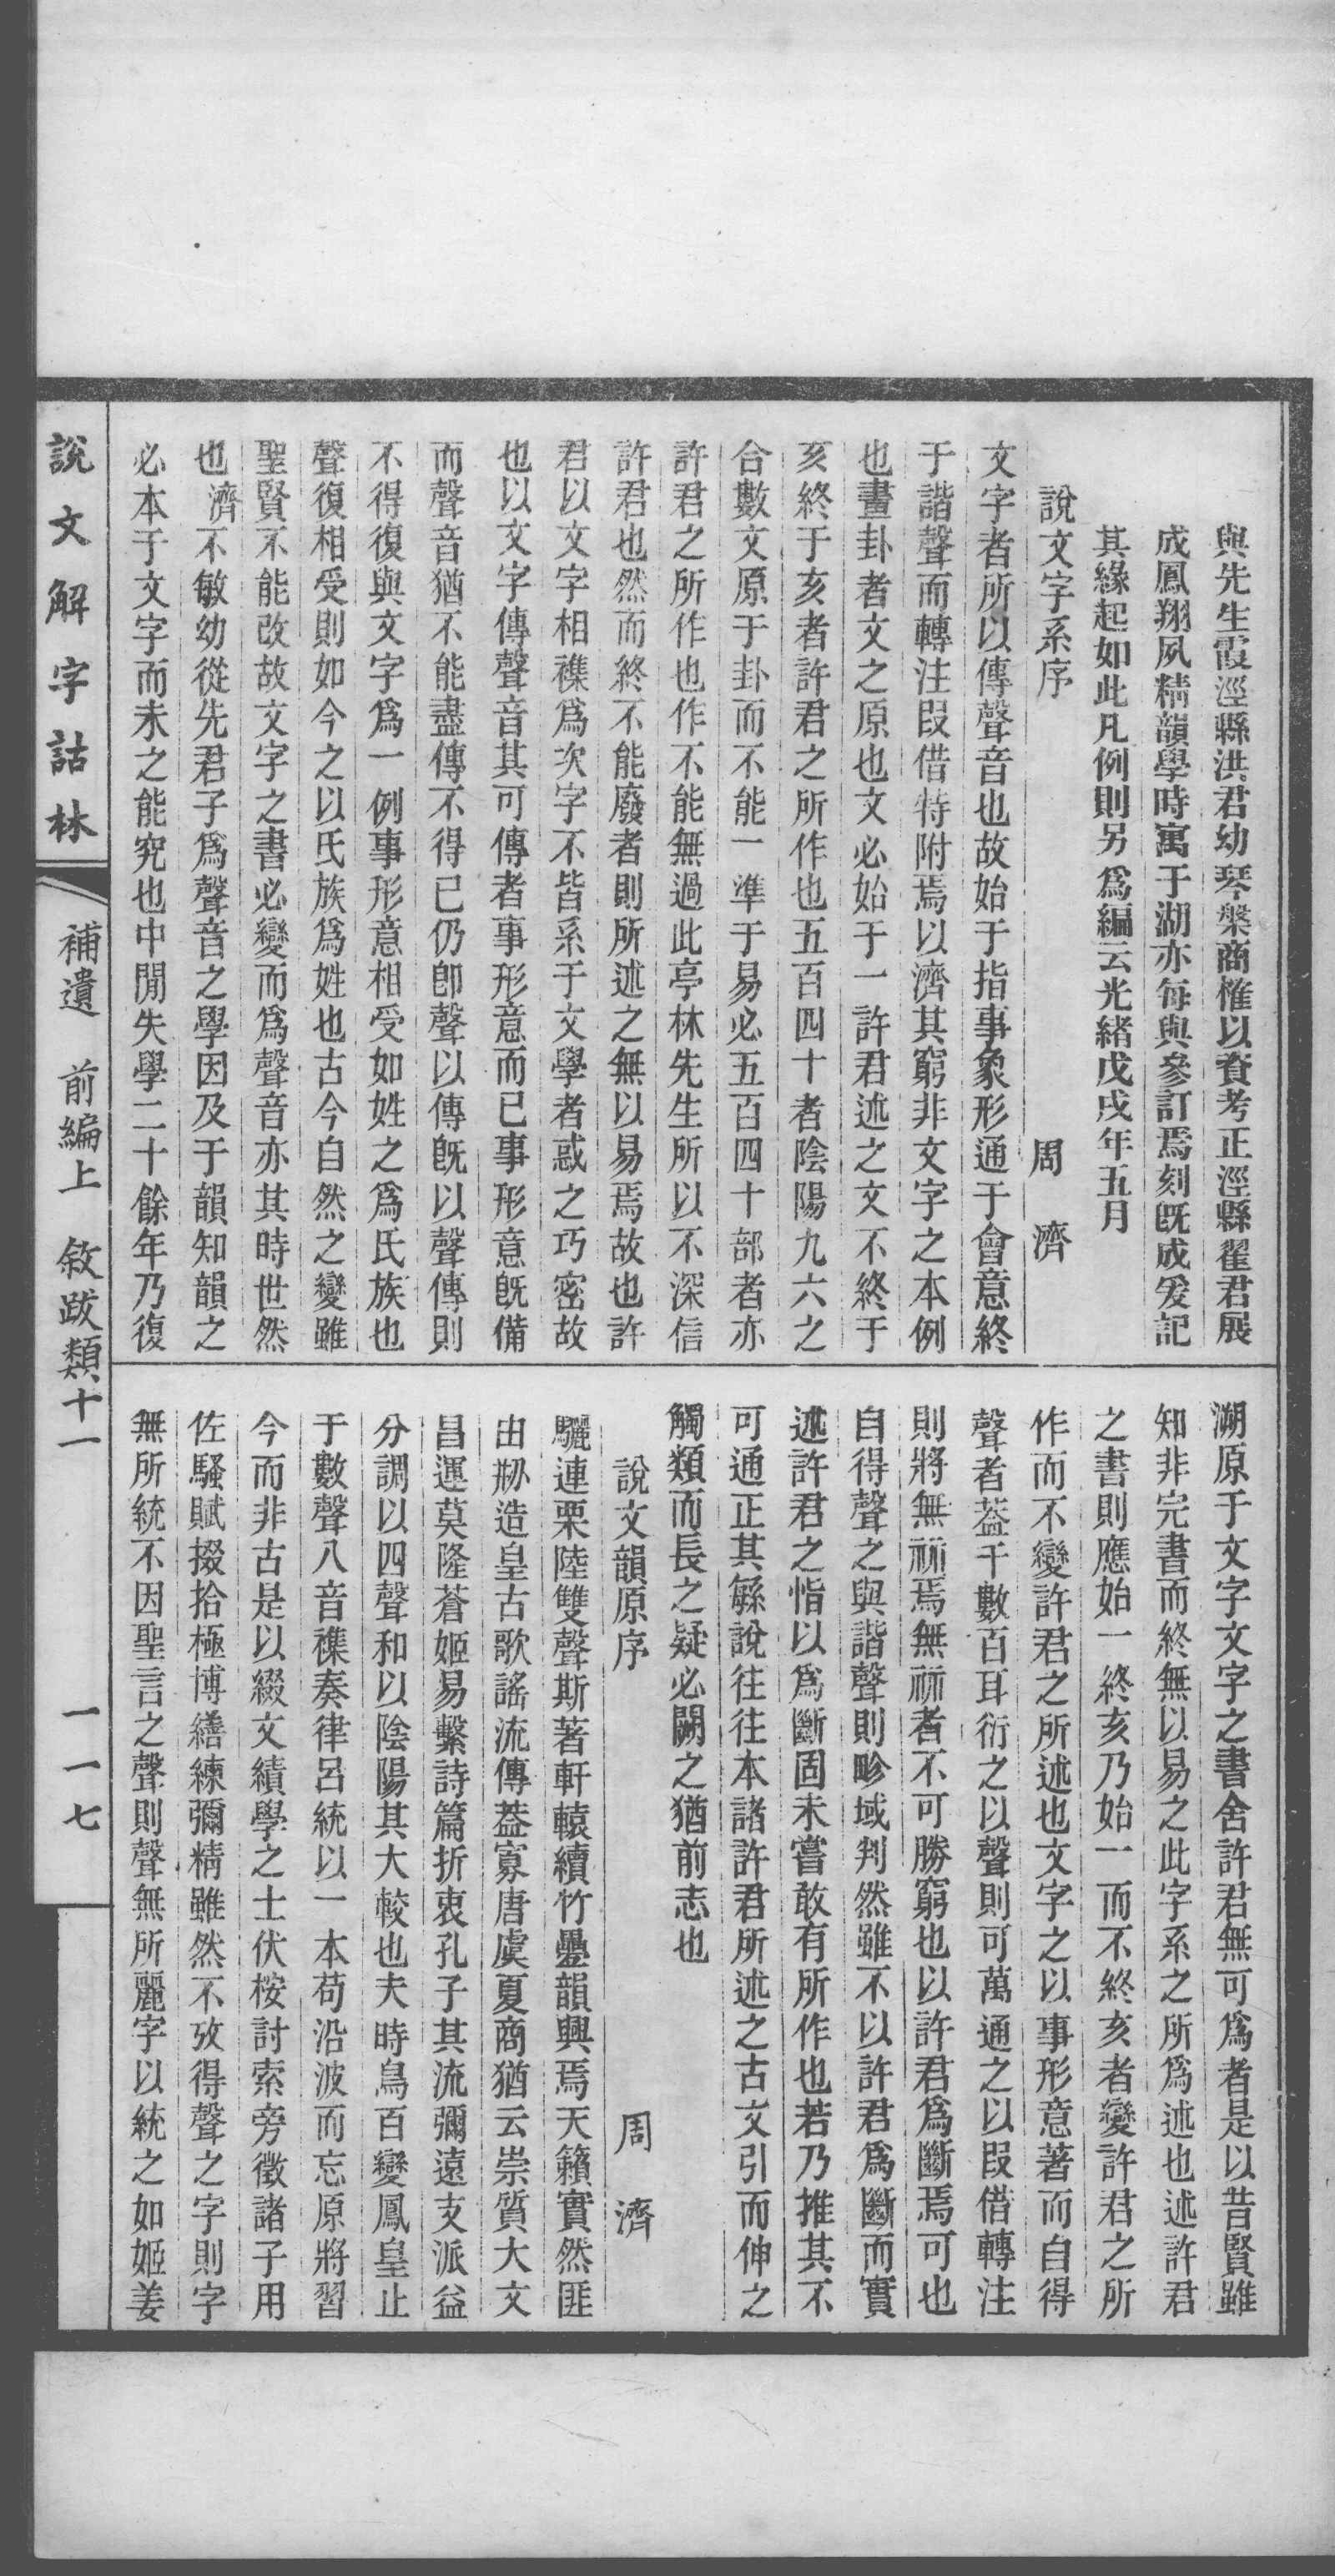 與先生霞涇縣洪君幼琴槃商榷以資考正涇縣翟君展
成鳳翔夙精韻學時寓于湖亦每與參訂焉刻既成爰記
其緣起如此凡例則另爲編云光緒戊戌年五月
說文字系序 周濟
文字者所以傳聲音也故始于指事象形通于會意終
于諧聲而轉注叚借特附焉以濟其窮非文字之本例
也畫卦者文之原也文必始于一許君述之文不終于
亥終于亥者許君之所作也五百四十者陰陽九六之
合數文原于卦而不能一準于易必五百四十部者亦
許君之所作也作不能無過此亭林先生所以不深信
許君也然而終不能廢者則所述之無以易焉故也許
君以文字相襍爲次字不皆系于文學者惑之巧密故
也以文字傳聲音其可傳者事形意而已事形意既備
而聲音猶不能盡傳不得已仍卽聲以傳既以聲傳則
不得復與文字爲一例事形意相受如姓之爲氏族也
聲復相受則如今之以氏族爲姓也古今自然之變雖
聖賢不能改故文字之書必變而爲聲音亦其時世然
也濟不敏幼從先君子爲聲音之學因及于韻知韻之
必本于文字而未之能究也中閒失學二十餘年乃復
溯原于文字文字之書舍許君無可爲者是以昔賢雖
知非完書而終無以易之此字系之所爲述也述許君
之書則應始一終亥乃始一而不終亥者變許君之所
作而不變許君之所述也文字之以事形意著而自得
聲者葢千數百耳衍之以聲則可萬通之以叚借轉注
則將無祘焉無祘者不可勝窮也以許君爲斷焉可也
自得聲之與諧聲則畛域判然雖不以許君爲斷而實
述許君之恉以爲斷固未嘗敢有所作也若乃推其不
可通正其緐說往往本諸許君所述之古文引而伸之
觸類而長之疑必闕之猶前志也
說文韻原序 周濟
驪連栗陸雙聲斯著軒轅續竹疊韻興焉天籟實然匪
由刱造皇古歌謠流傳葢寡唐虞夏商猶云崇質大文
昌運莫隆蒼姬易繫詩篇折衷孔子其流彌遠支派益
分調以四聲和以陰陽其大較也夫時鳥百變鳳皇止
于數聲八音襍奏律呂統以一本苟沿波而忘原將習
今而非古是以綴文績學之士伏桉討索旁徵諸子用
佐騷賦掇拾極博繕練彌精雖然不攷得聲之字則字
無所統不因聖言之聲則聲無所麗字以統之如姬姜
說文解字詁林 補遺 前編上 敘跋類十一 一一七